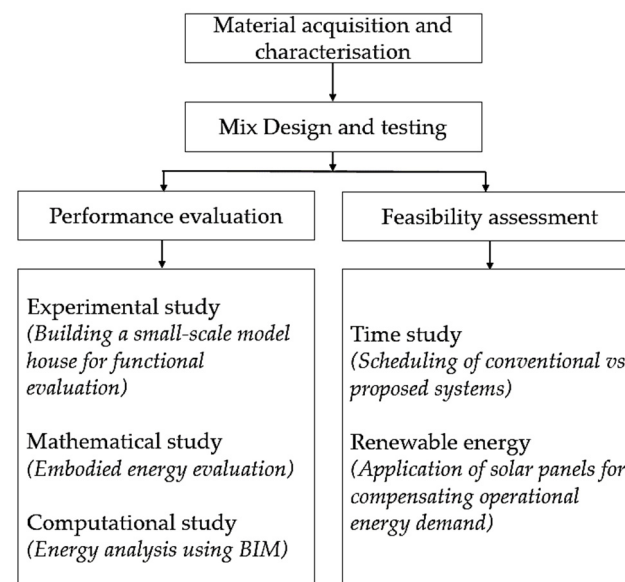 Material acquisition and
characterisation
Mix Design and testing
Performance evaluation
Feasibility assessment
Experimental study
(Building a small-scale model
house for functional
evaluation)
Mathematical study
(Embodied energy evaluation)
Computational study
(Energy analysis using BIM)
Time study
(Scheduling of conventional vs
proposed systems)
Renewable energy
(Application of solar panels for
compensating operational
energy demand)